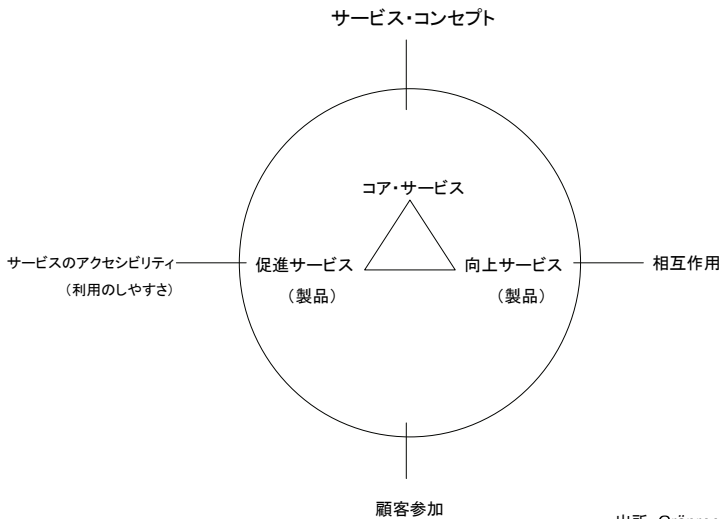 サービス・コンセプト
コア・サービス
サービスのアクセシビリティ
(利用のしやすさ)
促進サービス
(製品)
向上サービス
(製品)
相互作用
顧客参加